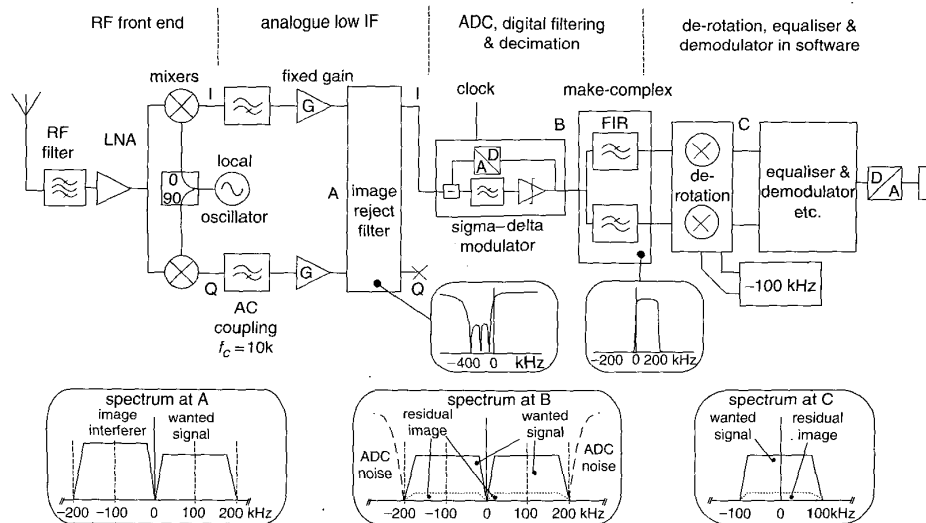 RF front end
analogue low IF
ADC, digital filtering
& decimation
de-rotation, equaliser &
demodulator in software
mixers
I
fixed gain
G
I
clock
make-complex
B
FIR
C
RF
filter
LNA
0
90
local
oscillator
A
image
reject
filter
D
A
−
sigma–delta
modulator
de-
rotation
equaliser &
demodulator
etc.
D
A
−100 kHz
Q
G
Q
AC
coupling
fc = 10k
−400 0 kHz
−200 0 200 kHz
spectrum at A
image
interferer
wanted
signal
−200 −100 0 100 200 kHz
spectrum at B
residual
image
wanted
signal
ADC
noise
ADC
noise
−200 −100 0 100 200 kHz
spectrum at C
wanted
signal
residual
image
−100 0 100kHz